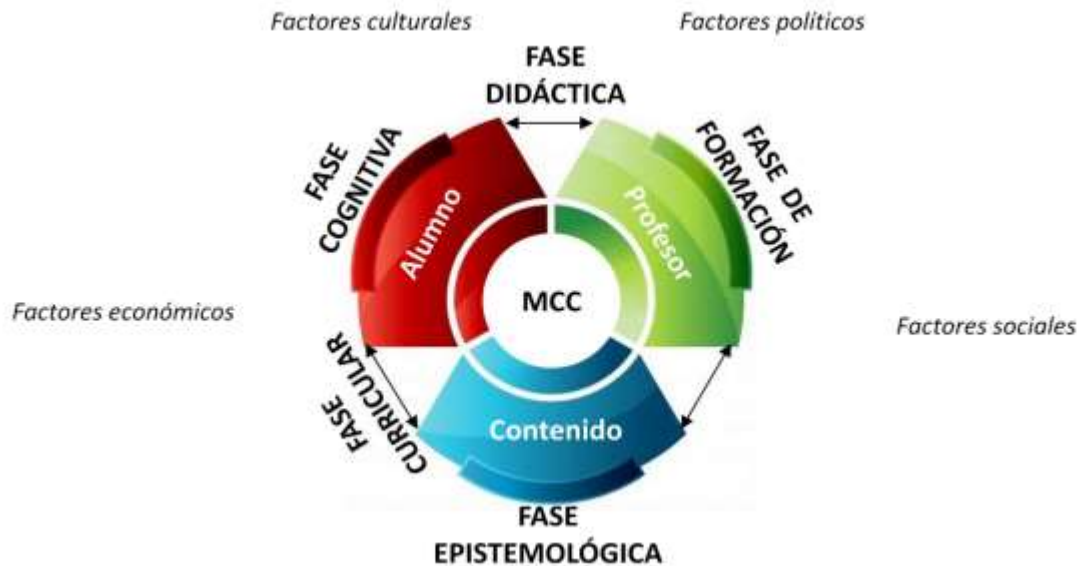 Factores culturales
Factores políticos
FASE
DIDÁCTICA
FASE
COGNITIVA
FASE DE
FORMACIÓN
Alumno
Profesor
MCC
Factores económicos
Factores sociales
FASE
CURRICULAR
Contenido
FASE
EPISTEMOLÓGICA